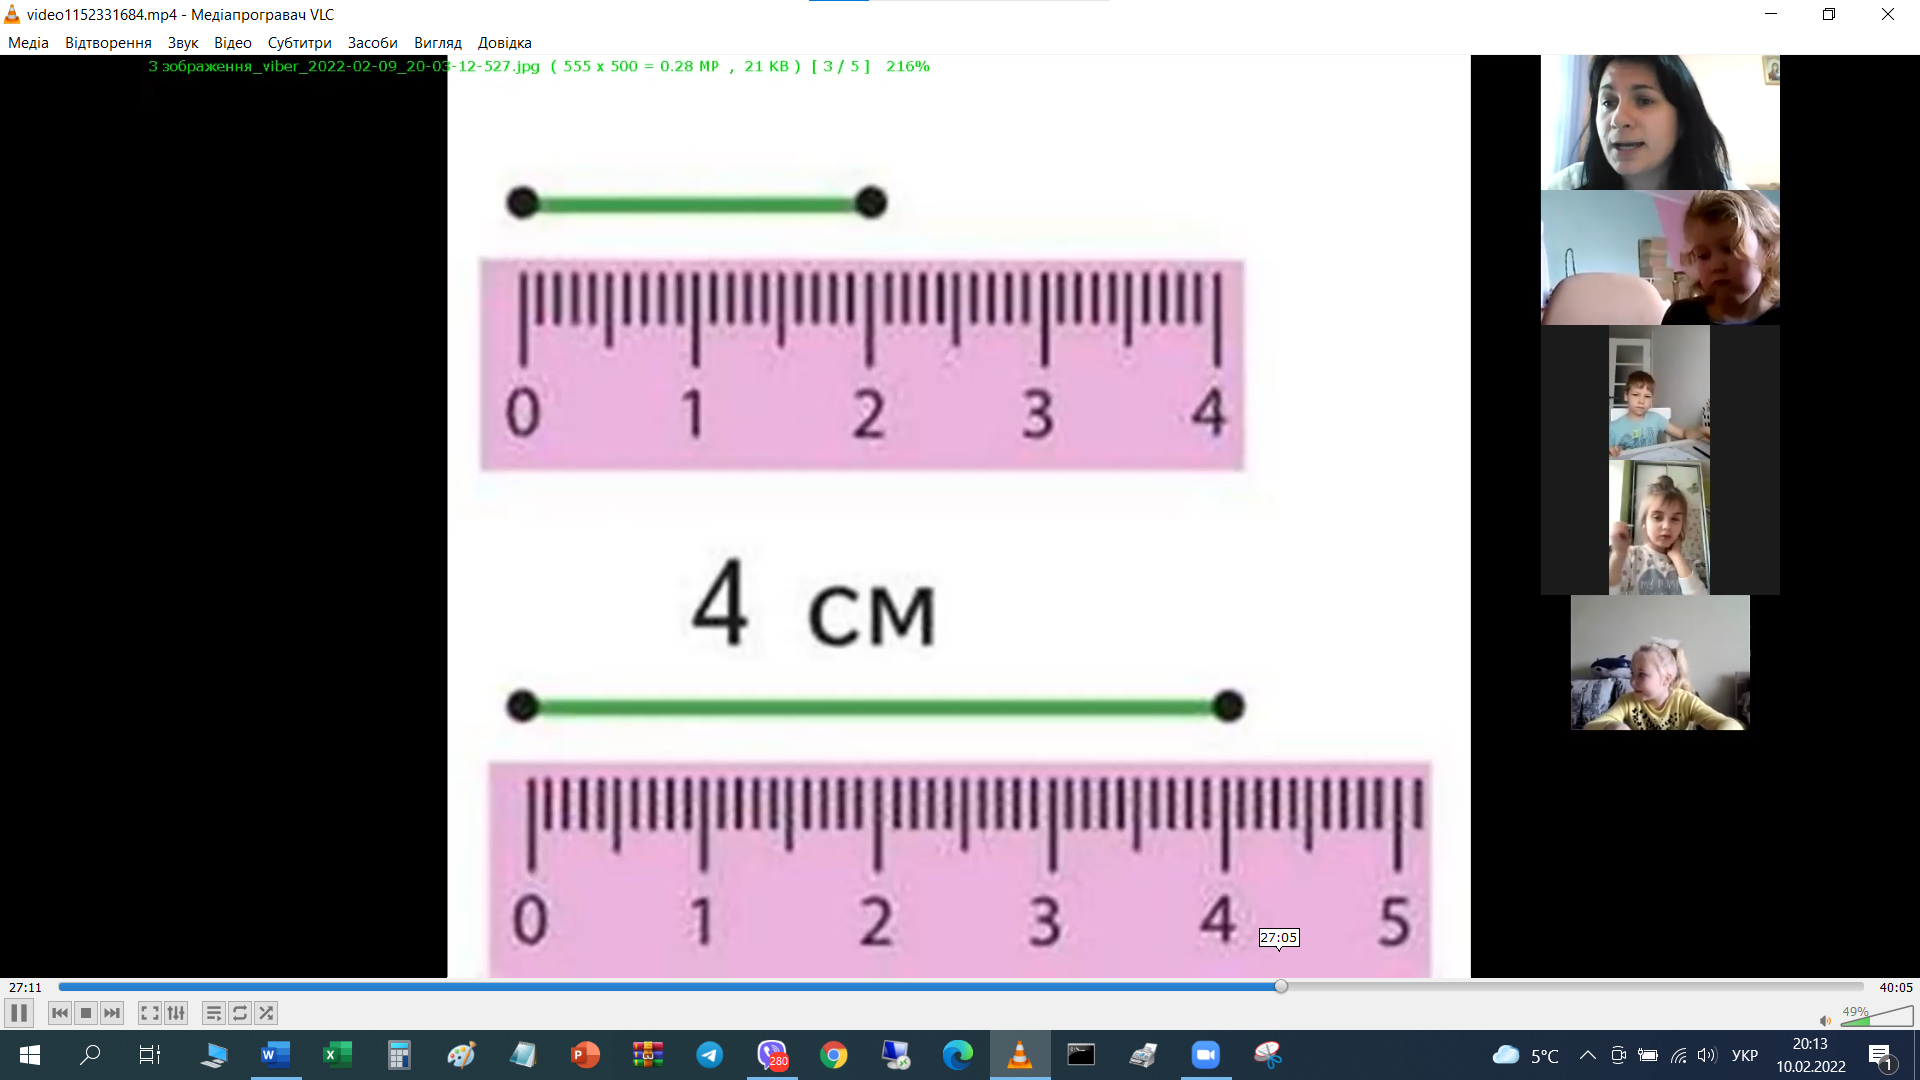 video1152331684.mp4 - Медіапрогравач VLC
Медіа Відтворення Звук Відео Субтитри Засоби Вигляд Довідка
3 зображення_viber_2022-02-09_20-03-12-527.jpg ( 555 x 500 = 0.28 MP , 21 KB ) [ 3 / 5 ] 216%
0 1 2 3 4
4 см
0 1 2 3 4 5
27:05
27:11 40:05
49%
280
5°C УКР 20:13
10.02.2022
1